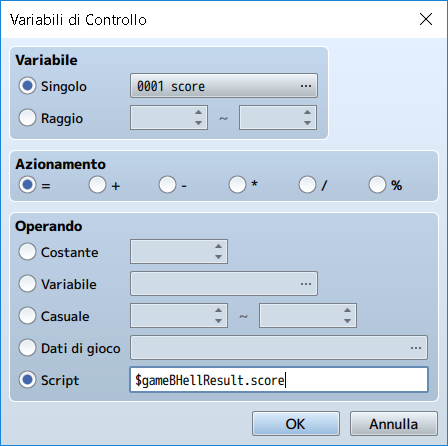 Variabili di Controllo
Variabile
Singolo 0001 score ...
Raggio ~
Azionamento
= + - * / %
Operando
Costante
Variabile ...
Casuale ~
Dati di gioco ...
Script $gameBHellResult.score
OK Annulla